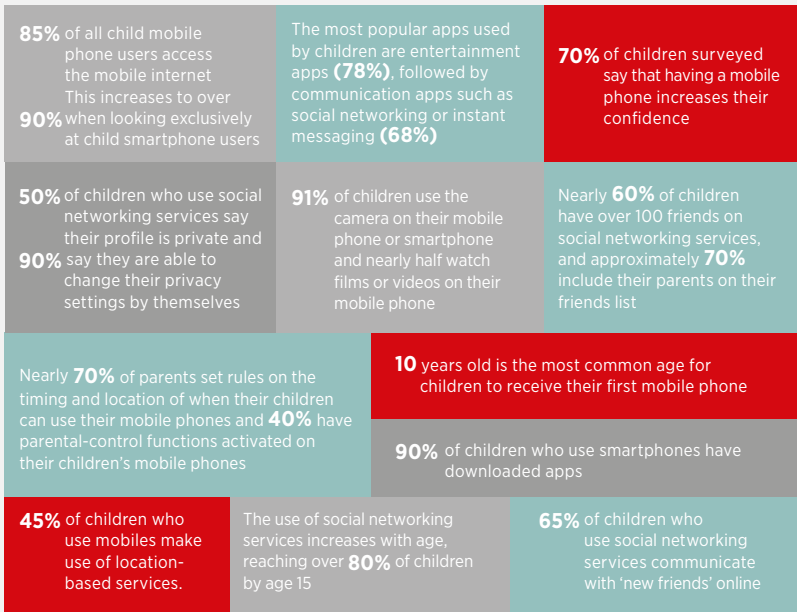 85% of all child mobile
phone users access
the mobile internet
This increases to over
90% when looking exclusively
at child smartphone users
The most popular apps used
by children are entertainment
apps (78%), followed by
communication apps such as
social networking or instant
messaging (68%)
70% of children surveyed
say that having a mobile
phone increases their
confidence
50% of children who use social
networking services say
their profile is private and
90% say they are able to
change their privacy
settings by themselves
91% of children use the
camera on their mobile
phone or smartphone
and nearly half watch
films or videos on their
mobile phone
Nearly 60% of children
have over 100 friends on
social networking services,
and approximately 70%
include their parents on their
friends list
Nearly 70% of parents set rules on the
timing and location of when their children
can use their mobile phones and 40% have
parental-control functions activated on
their children's mobile phones
10 years old is the most common age for
children to receive their first mobile phone
90% of children who use smartphones have
downloaded apps
45% of children who
use mobiles make
use of location-
based services.
The use of social networking
services increases with age,
reaching over 80% of children
by age 15
65% of children who
use social networking
services communicate
with ‘new friends’ online